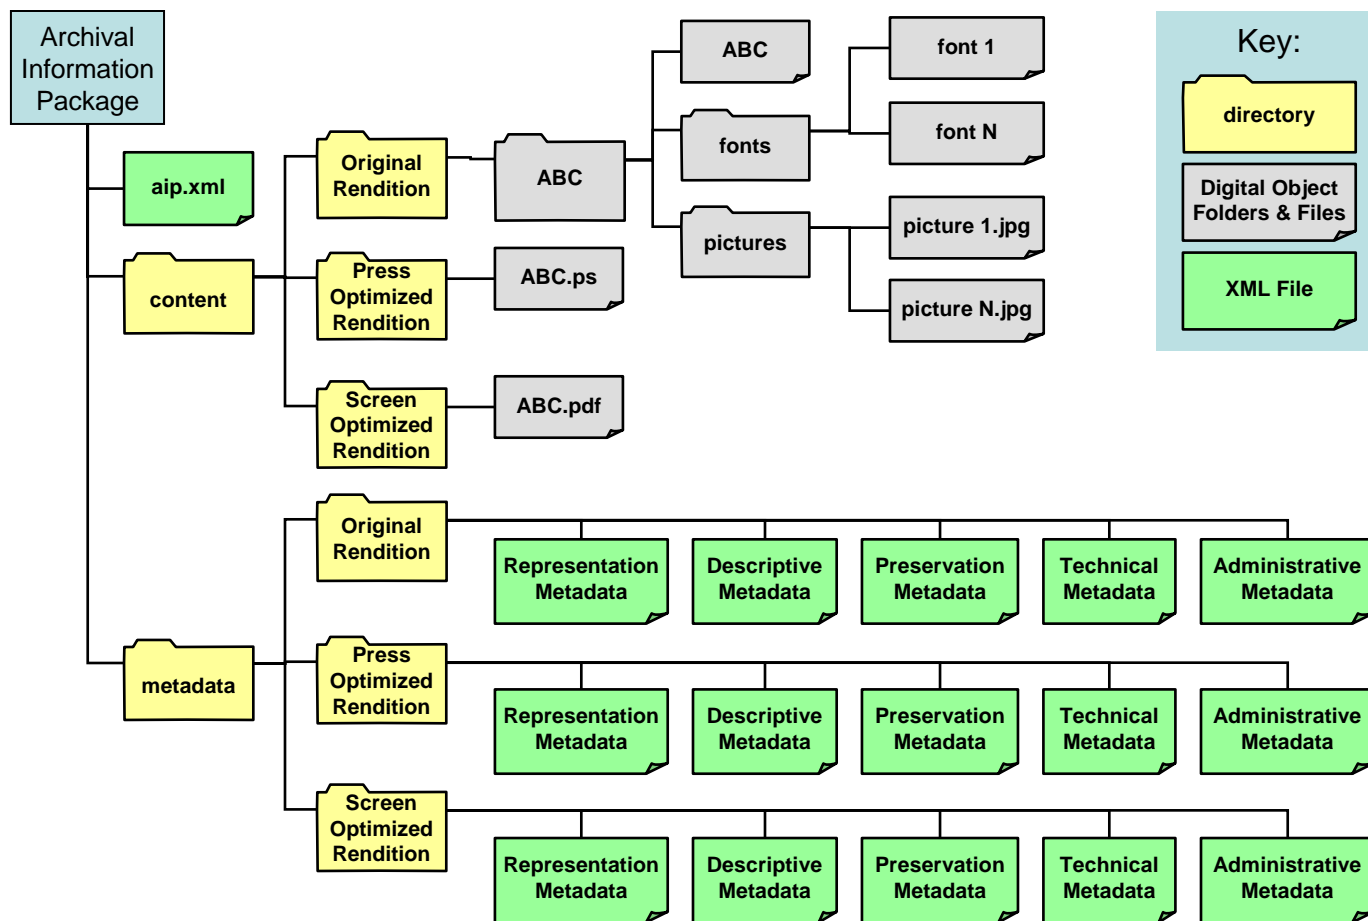 Archival
Information
Package
aip.xml
content
Original
Rendition
ABC
ABC
fonts
font 1
font N
pictures
picture 1.jpg
picture N.jpg
Press
Optimized
Rendition
ABC.ps
Screen
Optimized
Rendition
ABC.pdf
metadata
Original
Rendition
Representation
Metadata
Descriptive
Metadata
Preservation
Metadata
Technical
Metadata
Administrative
Metadata
Press
Optimized
Rendition
Representation
Metadata
Descriptive
Metadata
Preservation
Metadata
Technical
Metadata
Administrative
Metadata
Screen
Optimized
Rendition
Representation
Metadata
Descriptive
Metadata
Preservation
Metadata
Technical
Metadata
Administrative
Metadata
Key:
directory
Digital Object
Folders & Files
XML File